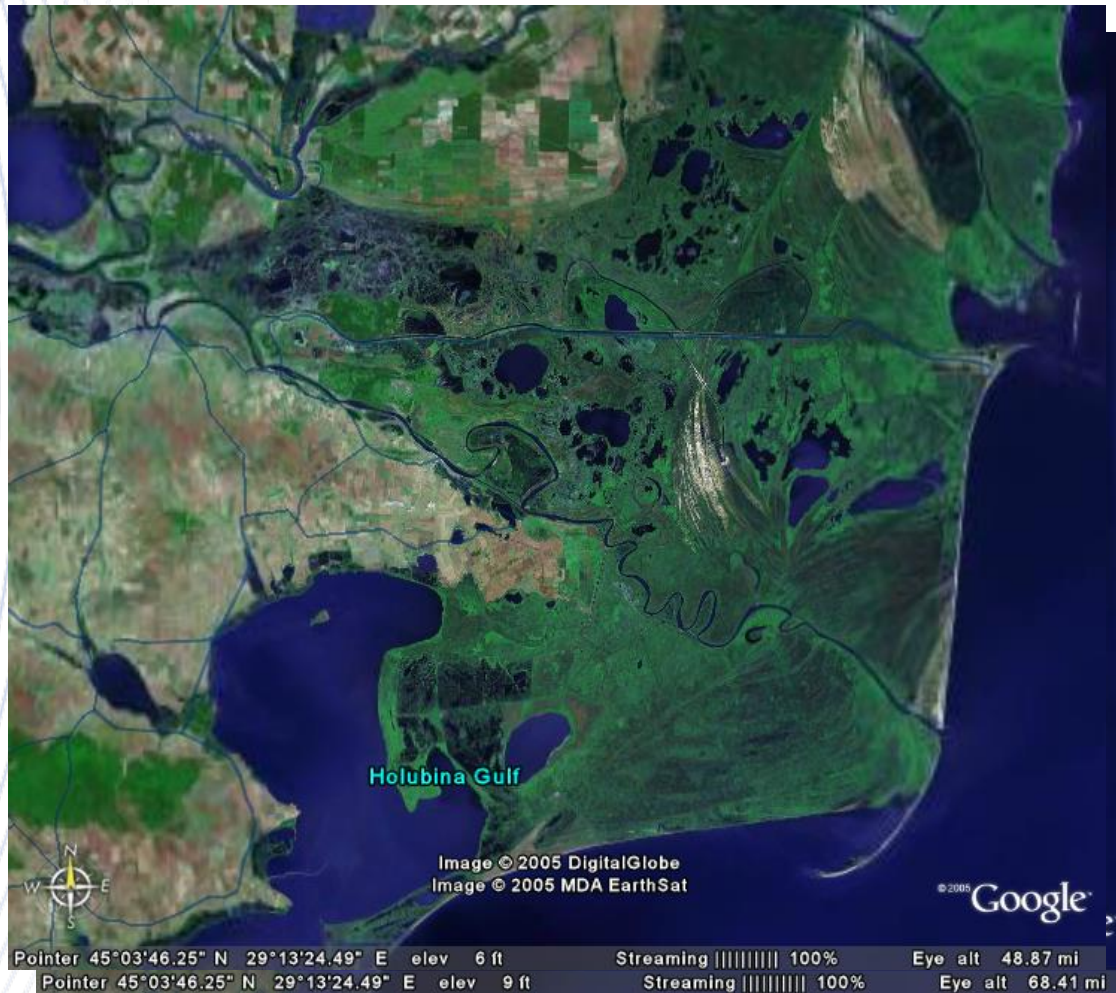 Holubina Gulf
N
W E
S
Image © 2005 DigitalGlobe
Image © 2005 MDA EarthSat
©2005 Google
Pointer 45°03'46.25" N 29°13'24.49" E elev 6 ft Streaming |||||||||| 100% Eye alt 48.87 mi
Pointer 45°03'46.25" N 29°13'24.49" E elev 9 ft Streaming |||||||||| 100% Eye alt 68.41 mi